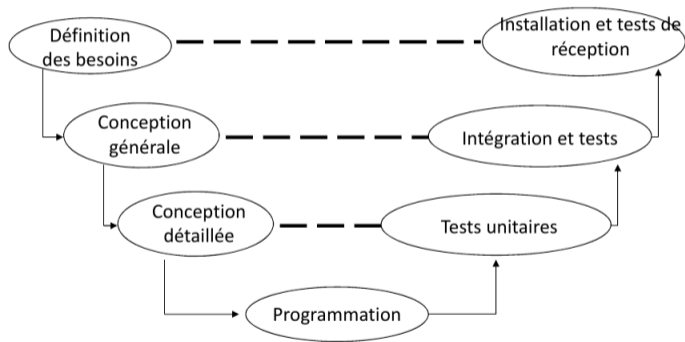 Définition
des besoins
Installation et tests de
réception
Conception
générale
Intégration et tests
Conception
détaillée
Tests unitaires
Programmation